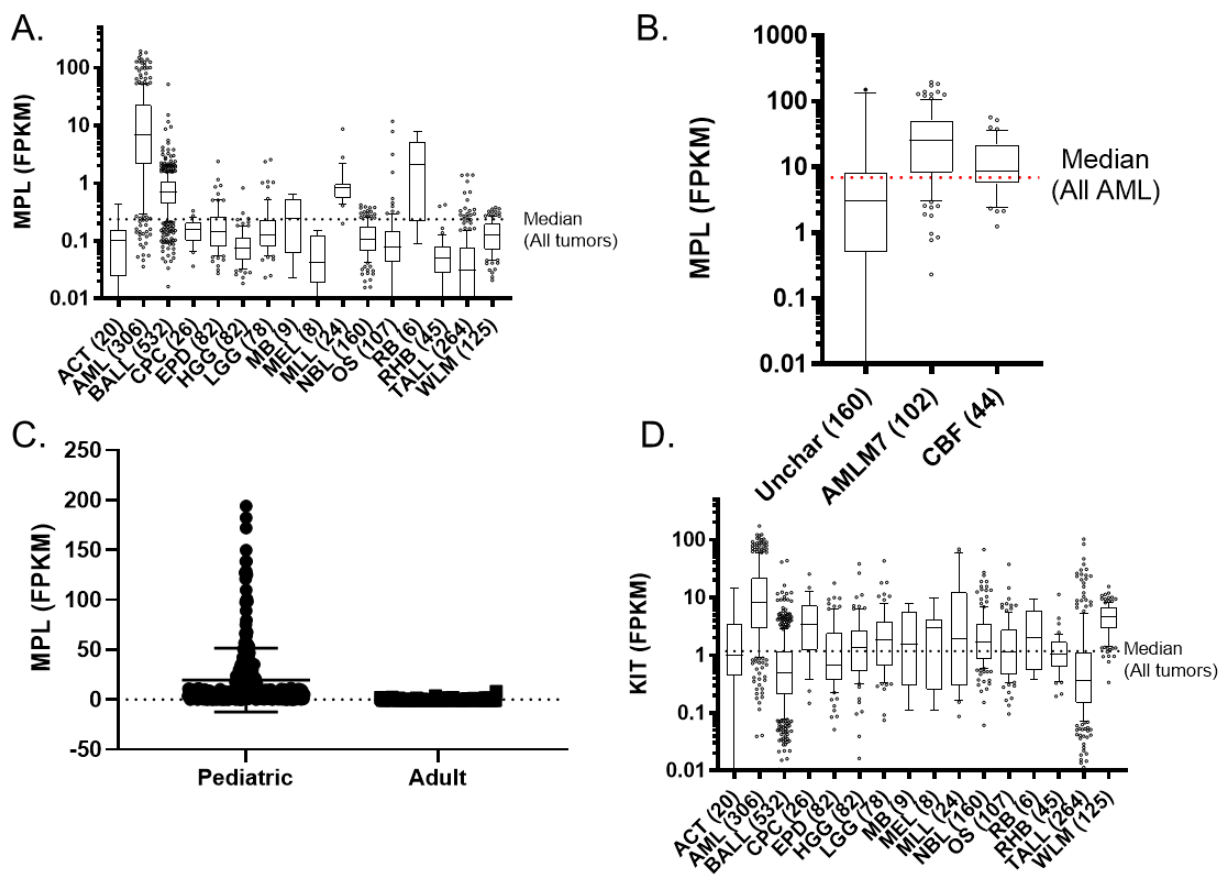 A.
MPL (FPKM)
100
10
1
0.1
0.01
Median
(All tumors)
ACT (20)
AML (306)
BALL (532)
CPC (26)
EPD (82)
HGG (82)
LGG (78)
MB (9)
MEL (8)
MLL (24)
NBL (160)
OS (107)
RB (6)
RHB (45)
TALL (264)
WLM (125)
B.
MPL (FPKM)
1000
100
10
1
0.1
0.01
Median
(All AML)
Unchar (160)
AMLM7 (102)
CBF (44)
C.
MPL (FPKM)
250
200
150
100
50
0
-50
Pediatric
Adult
D.
KIT (FPKM)
100
10
1
0.1
0.01
Median
(All tumors)
ACT (20)
AML (306)
BALL (532)
CPC (26)
EPD (82)
HGG (82)
LGG (78)
MB (9)
MEL (8)
MLL (24)
NBL (160)
OS (107)
RB (6)
RHB (45)
TALL (264)
WLM (125)